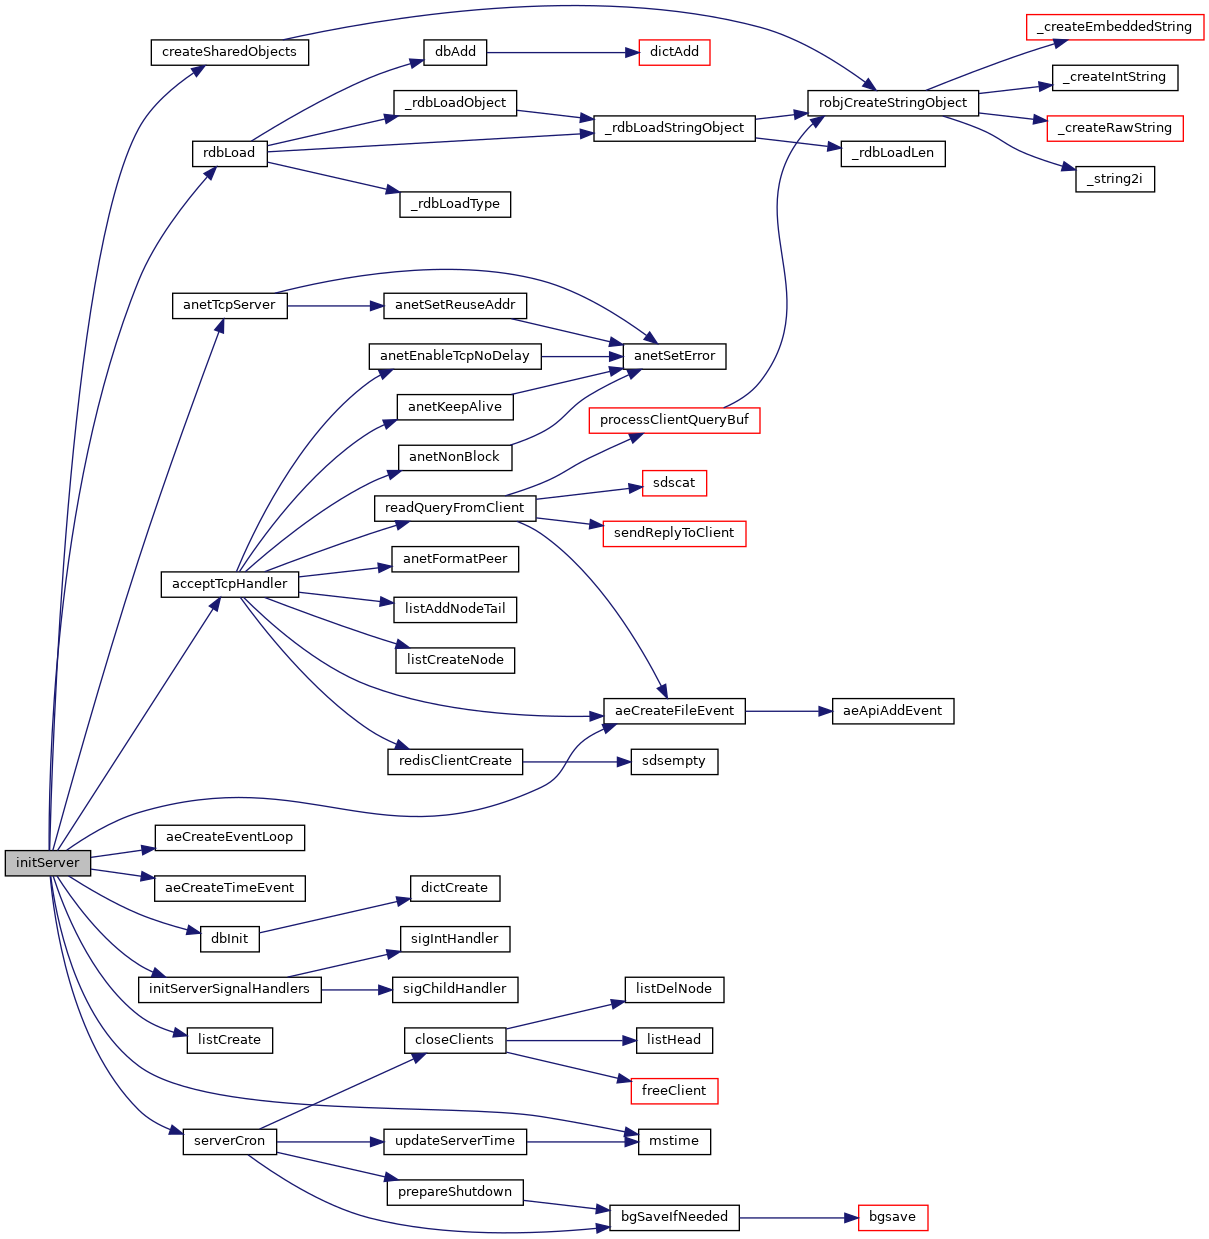 _createEmbeddedString
createSharedObjects
dbAdd
dictAdd
_createIntString
_rdbLoadObject
robjCreateStringObject
_rdbLoadStringObject
_createRawString
rdbLoad
_rdbLoadLen
_string2i
_rdbLoadType
anetTcpServer
anetSetReuseAddr
anetEnableTcpNoDelay
anetSetError
anetKeepAlive
processClientQueryBuf
anetNonBlock
sdscat
readQueryFromClient
sendReplyToClient
anetFormatPeer
acceptTcpHandler
listAddNodeTail
listCreateNode
aeCreateFileEvent
aeApiAddEvent
redisClientCreate
sdsempty
aeCreateEventLoop
initServer
aeCreateTimeEvent
dictCreate
dbInit
sigIntHandler
initServerSignalHandlers
sigChildHandler
listDelNode
listCreate
closeClients
listHead
freeClient
serverCron
updateServerTime
mstime
prepareShutdown
bgSaveIfNeeded
bgsave